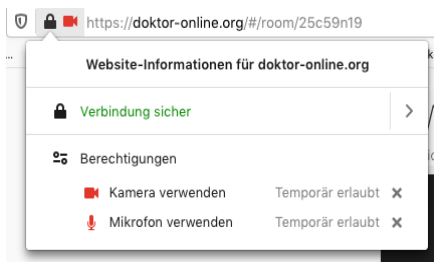 https://doktor-online.org/#/room/25c59n19
Website-Informationen für doktor-online.org
Verbindung sicher
Berechtigungen
Kamera verwenden Temporär erlaubt
Mikrofon verwenden Temporär erlaubt